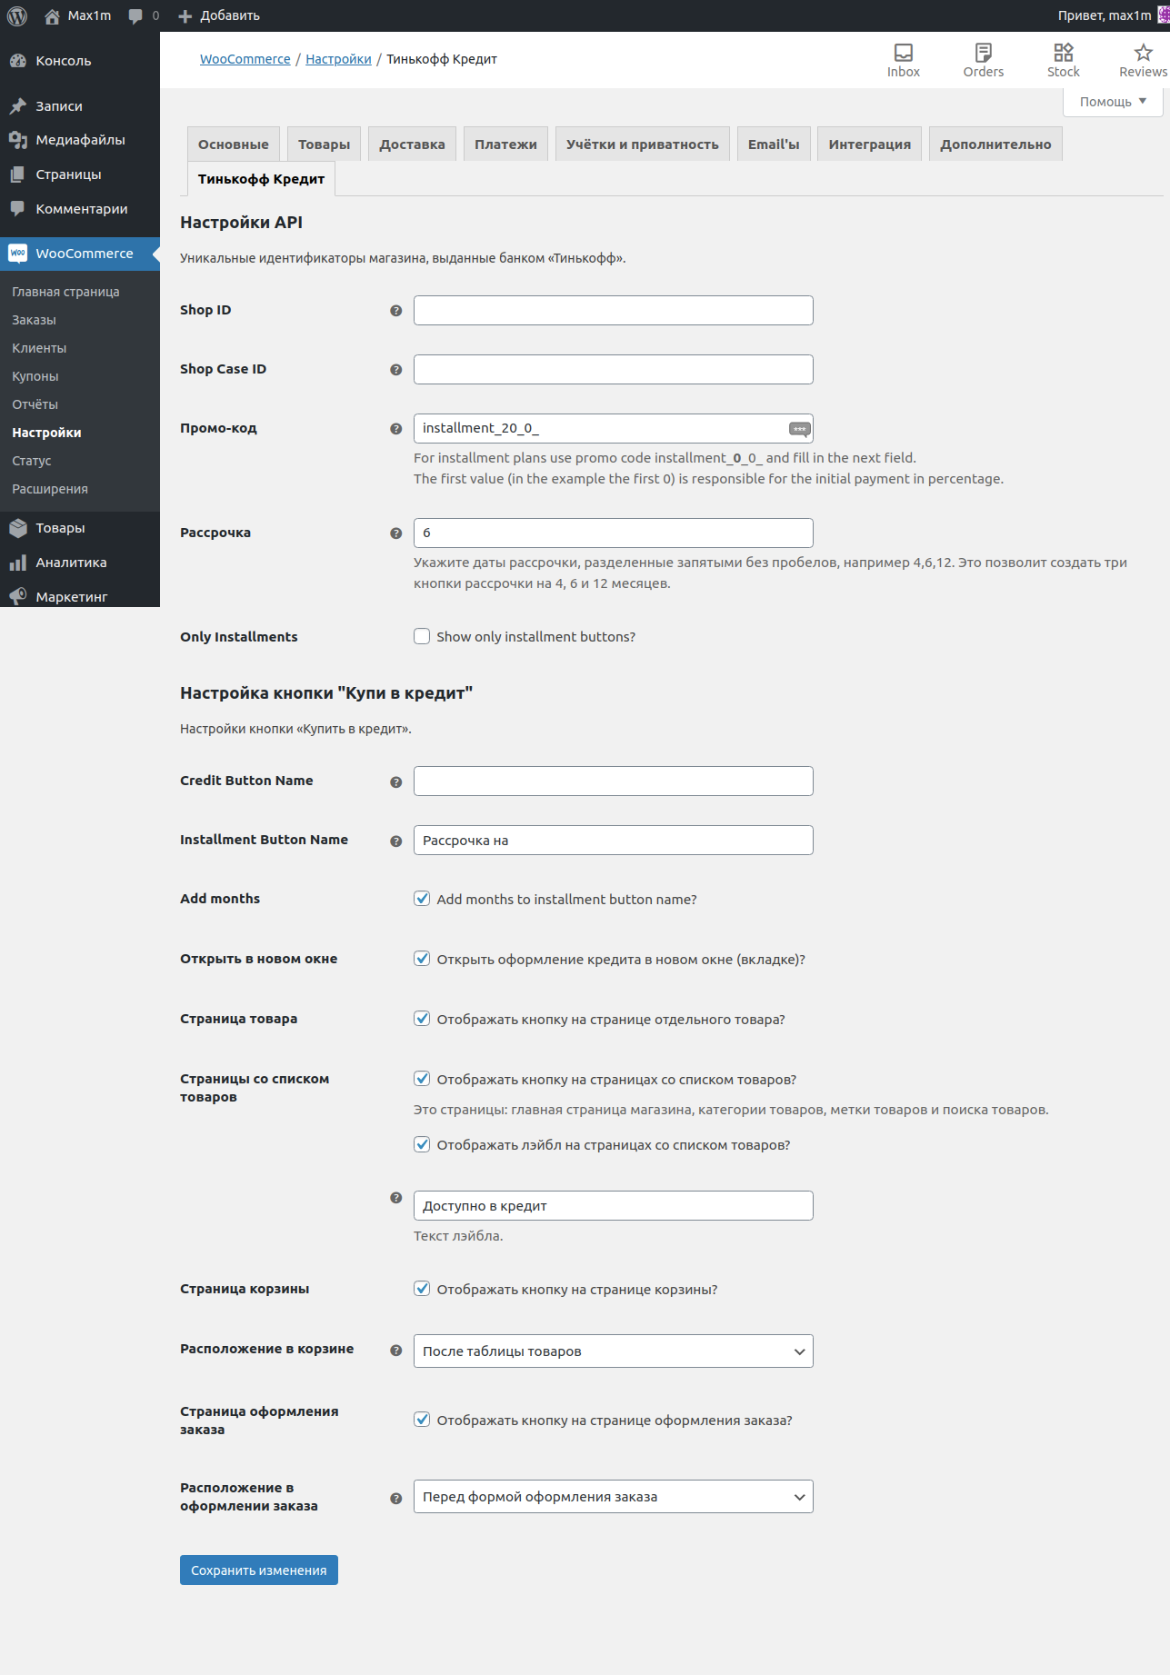 Max1m 0 Добавить Привет, max1m
Консоль
Записи
Медиафайлы
Страницы
Комментарии
WooCommerce
Главная страница
Заказы
Клиенты
Купоны
Отчёты
Настройки
Статус
Расширения
Товары
Аналитика
Маркетинг
WooCommerce / Настройки / Тинькофф Кредит
Inbox Orders Stock Reviews
Помощь
Основные Товары Доставка Платежи Учётки и приватность Email'ы Интеграция Дополнительно
Тинькофф Кредит
Настройки API
Уникальные идентификаторы магазина, выданные банком «Тинькофф».
Shop ID
Shop Case ID
Промо-код installment_20_0_
For installment plans use promo code installment_0_0_ and fill in the next field.
The first value (in the example the first 0) is responsible for the initial payment in percentage.
Рассрочка 6
Укажите даты рассрочки, разделенные запятыми без пробелов, например 4,6,12. Это позволит создать три
кнопки рассрочки на 4, 6 и 12 месяцев.
Only Installments Show only installment buttons?
Настройка кнопки "Купи в кредит"
Настройки кнопки «Купить в кредит».
Credit Button Name
Installment Button Name Рассрочка на
Add months Add months to installment button name?
Открыть в новом окне Открыть оформление кредита в новом окне (вкладке)?
Страница товара Отображать кнопку на странице отдельного товара?
Страницы со списком
товаров
Отображать кнопку на страницах со списком товаров?
Это страницы: главная страница магазина, категории товаров, метки товаров и поиска товаров.
Отображать лэйбл на страницах со списком товаров?
Доступно в кредит
Текст лэйбла.
Страница корзины Отображать кнопку на странице корзины?
Расположение в корзине После таблицы товаров
Страница оформления
заказа
Отображать кнопку на странице оформления заказа?
Расположение в
оформлении заказа
Перед формой оформления заказа
Сохранить изменения